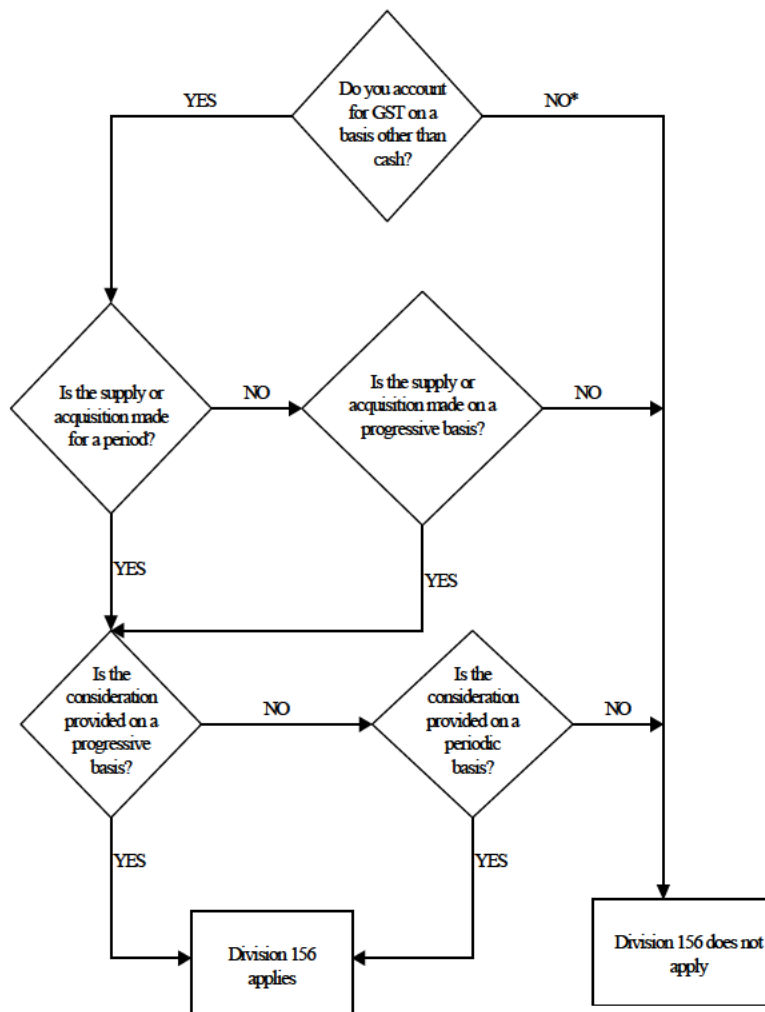 Do you account
for GST on a
basis other than
cash?
YES
NO*
Is the supply or
acquisition made
for a period?
NO
Is the supply or
acquisition made on a
progressive basis?
NO
YES
YES
Is the
consideration
provided on a
progressive
basis?
NO
Is the
consideration
provided on a
periodic
basis?
NO
YES
YES
Division 156
applies
Division 156 does not
apply